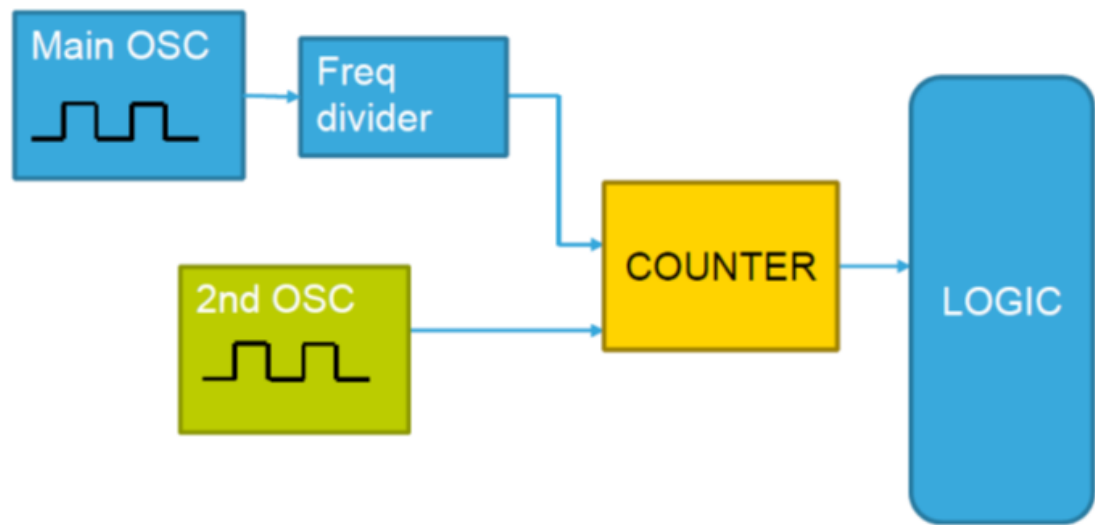 Main OSC
Freq
divider
COUNTER
2nd OSC
LOGIC